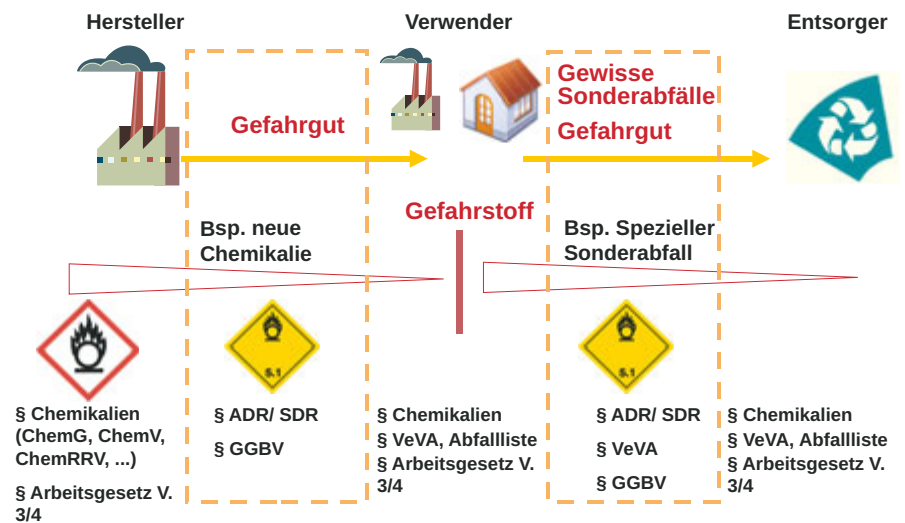 Hersteller
Verwender
Entsorger
Gefahrgut
Gewisse
Sonderabfälle
Gefahrgut
Gefahrstoff
Bsp. neue
Chemikalie
Bsp. Spezieller
Sonderabfall
5.1
5.1
§ Chemikalien
(ChemG, ChemV,
ChemRRV, ...)
§ Arbeitsgesetz V.
3/4
§ ADR/ SDR
§ GGBV
§ Chemikalien
§ VeVA, Abfallliste
§ Arbeitsgesetz V.
3/4
§ ADR/ SDR
§ VeVA
§ GGBV
§ Chemikalien
§ VeVA, Abfallliste
§ Arbeitsgesetz V.
3/4